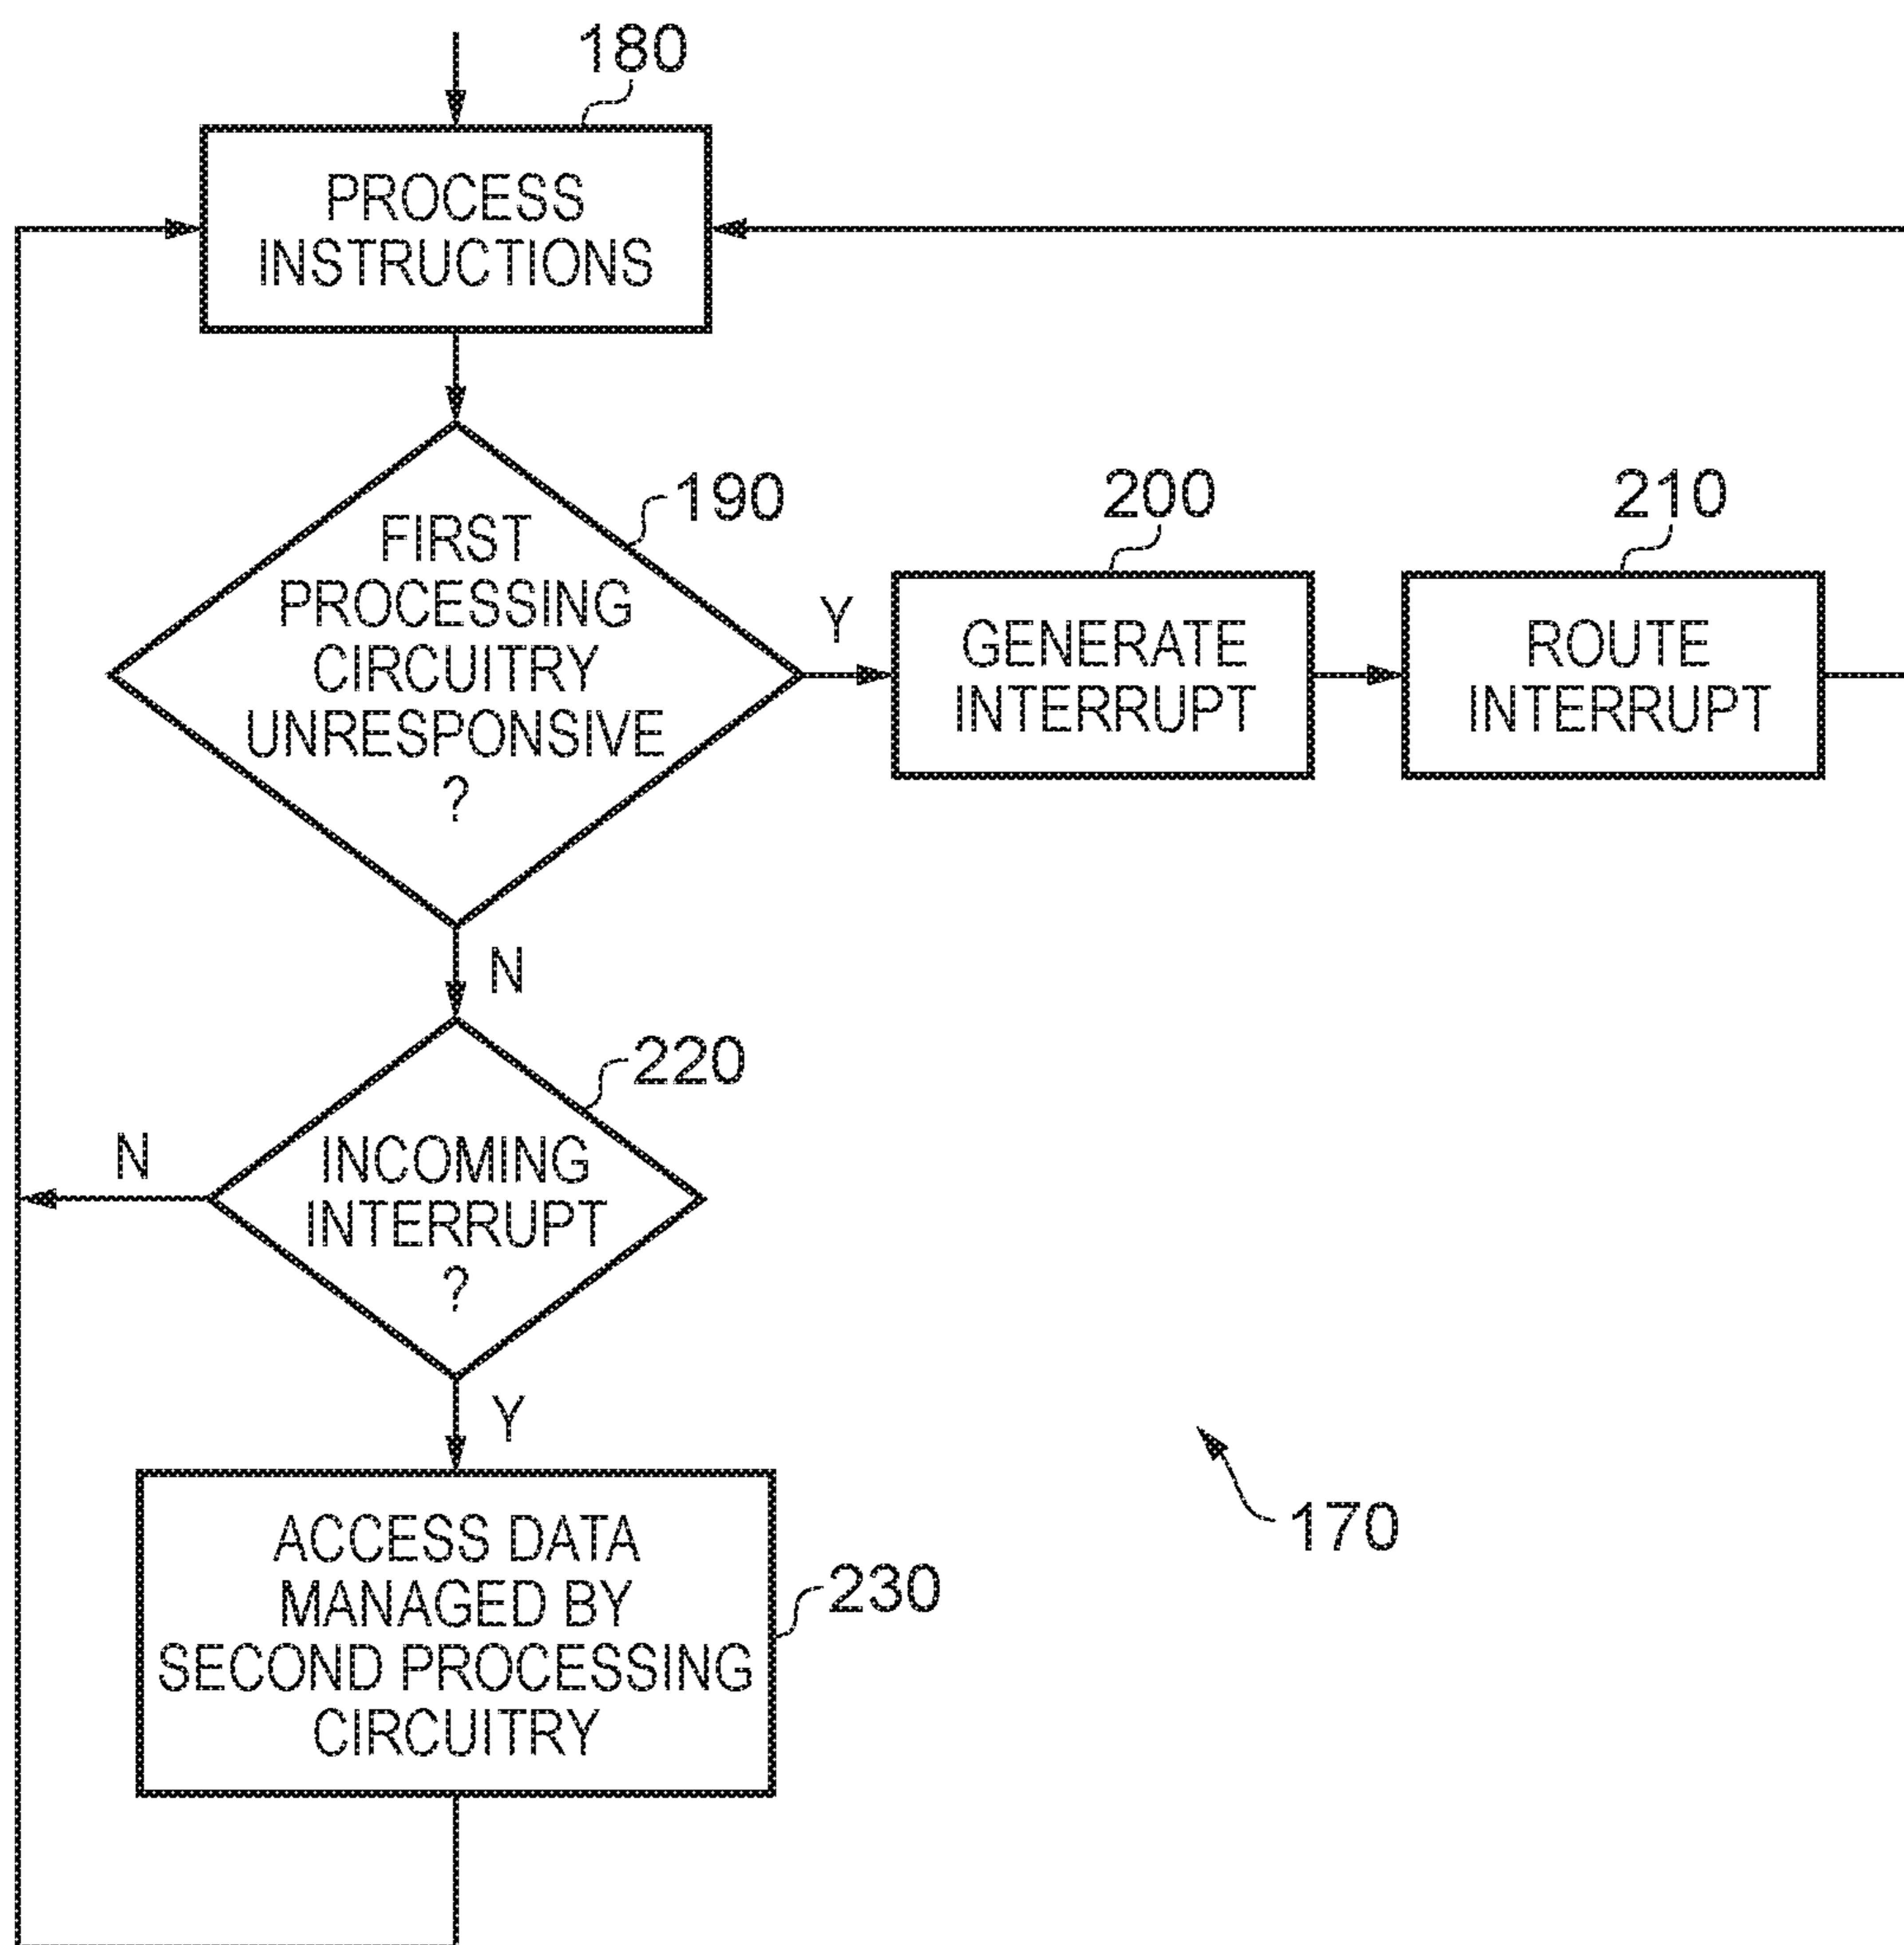 180
PROCESS
INSTRUCTIONS
190
FIRST
PROCESSING
CIRCUITRY
UNRESPONSIVE
?
Y
200
GENERATE
INTERRUPT
210
ROUTE
INTERRUPT
N
220
INCOMING
INTERRUPT
?
N
Y
ACCESS DATA
MANAGED BY
SECOND PROCESSING
CIRCUITRY
230
170